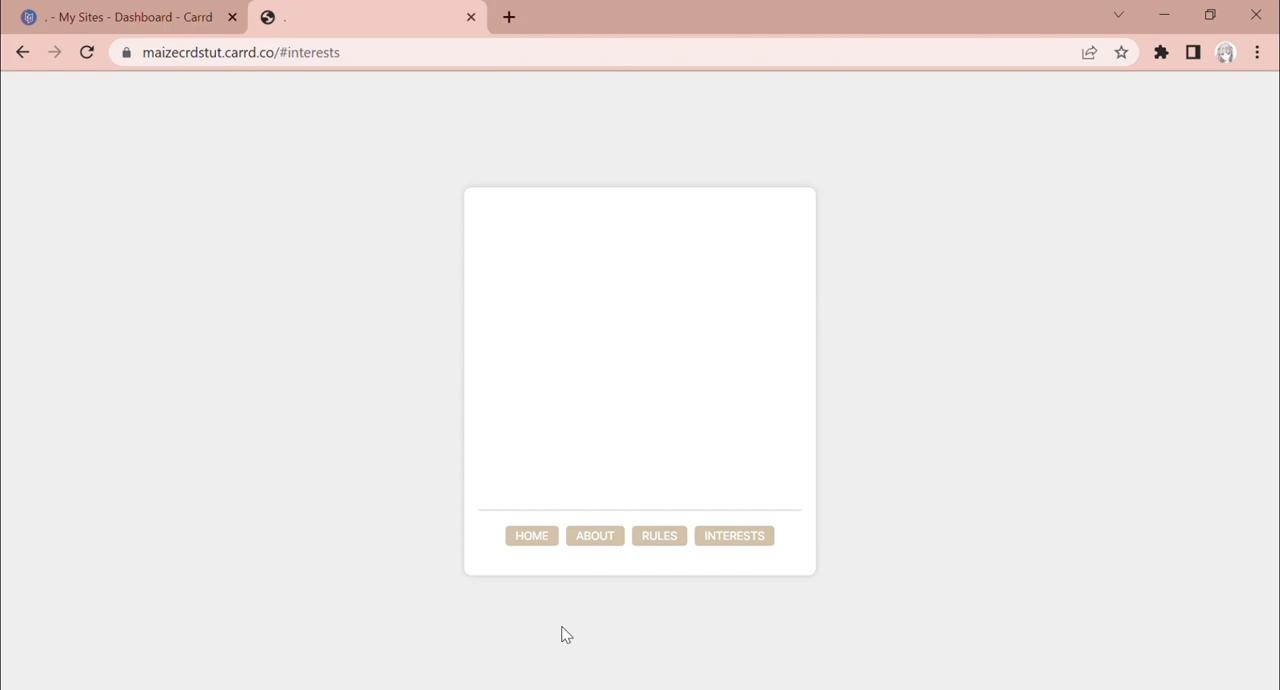 . - My Sites - Dashboard - Carrd
.
maizecrdstut.carrd.co/#interests
HOME ABOUT RULES INTERESTS